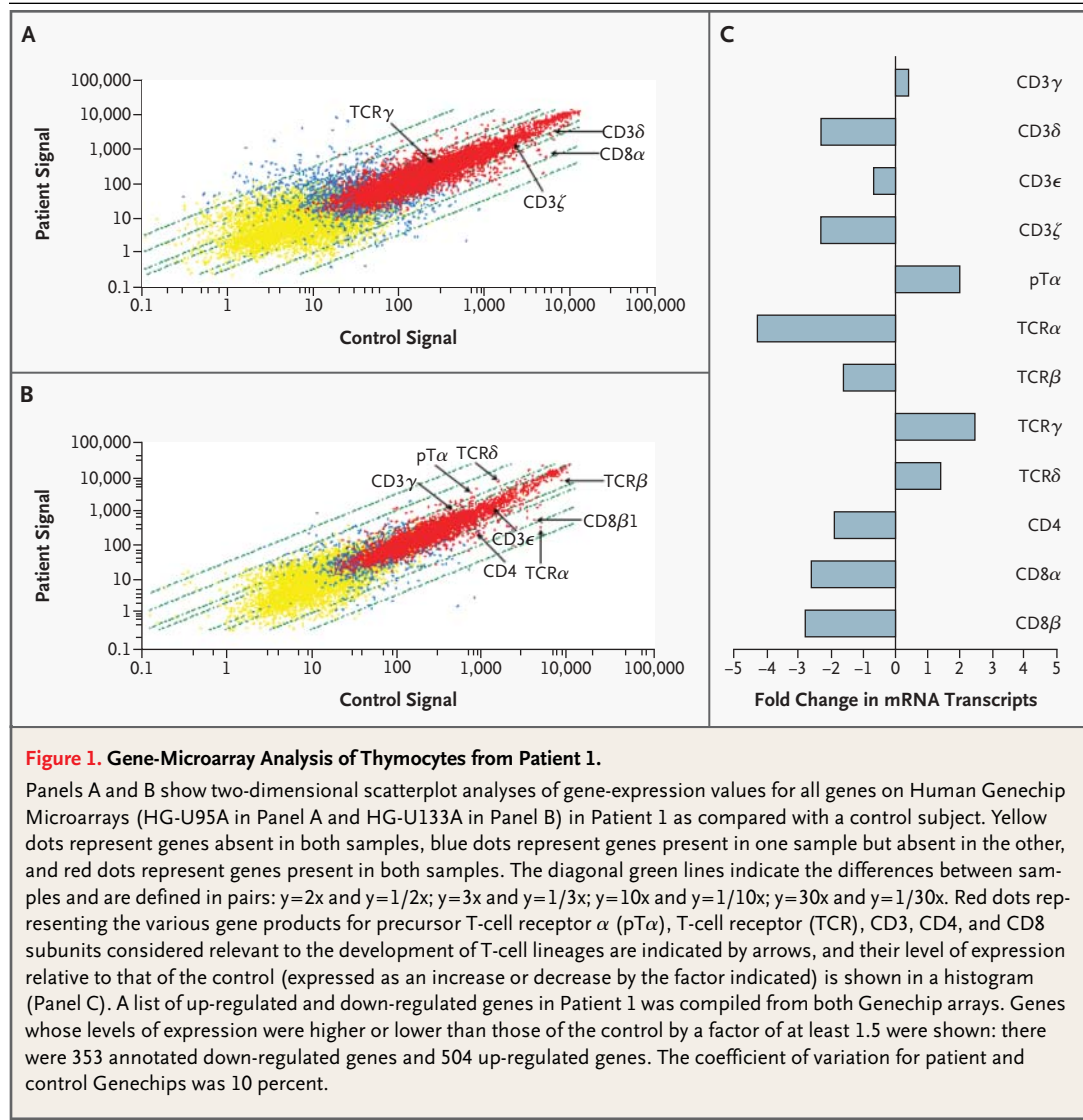 A
100,000
10,000
1,000
100
10
1
0.1
Patient Signal
TCRγ
CD3δ
CD8α
CD3ζ
0.1 1 10 100 1,000 10,000 100,000
Control Signal
B
100,000
10,000
1,000
100
10
1
0.1
Patient Signal
pTα TCRδ
CD3γ
TCRβ
CD8β1
CD3ϵ
CD4 TCRα
0.1 1 10 100 1,000 10,000 100,000
Control Signal
C
CD3γ
CD3δ
CD3ϵ
CD3ζ
pTα
TCRα
TCRβ
TCRγ
TCRδ
CD4
CD8α
CD8β
-5 -4 -3 -2 -1 0 1 2 3 4 5
Fold Change in mRNA Transcripts
Figure 1. Gene-Microarray Analysis of Thymocytes from Patient 1.
Panels A and B show two-dimensional scatterplot analyses of gene-expression values for all genes on Human Genechip
Microarrays (HG-U95A in Panel A and HG-U133A in Panel B) in Patient 1 as compared with a control subject. Yellow
dots represent genes absent in both samples, blue dots represent genes present in one sample but absent in the other,
and red dots represent genes present in both samples. The diagonal green lines indicate the differences between sam-
ples and are defined in pairs: y=2x and y=1/2x; y=3x and y=1/3x; y=10x and y=1/10x; y=30x and y=1/30x. Red dots rep-
resenting the various gene products for precursor T-cell receptor α (pTα), T-cell receptor (TCR), CD3, CD4, and CD8
subunits considered relevant to the development of T-cell lineages are indicated by arrows, and their level of expression
relative to that of the control (expressed as an increase or decrease by the factor indicated) is shown in a histogram
(Panel C). A list of up-regulated and down-regulated genes in Patient 1 was compiled from both Genechip arrays. Genes
whose levels of expression were higher or lower than those of the control by a factor of at least 1.5 were shown: there
were 353 annotated down-regulated genes and 504 up-regulated genes. The coefficient of variation for patient and
control Genechips was 10 percent.